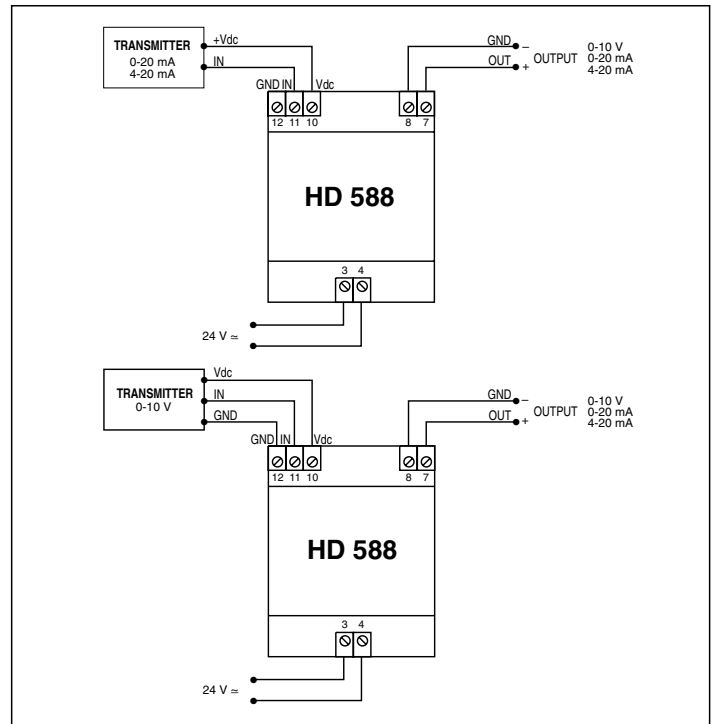 TRANSMITTER
0-20 mA
4-20 mA
+Vdc
IN
GND IN Vdc
12 11 10
GND –
OUT +
OUTPUT
0-10 V
0-20 mA
4-20 mA
8 7
HD 588
3 4
24 V ≃
TRANSMITTER
0-10 V
Vdc
IN
GND
GND IN Vdc
12 11 10
GND –
OUT +
OUTPUT
0-10 V
0-20 mA
4-20 mA
8 7
HD 588
3 4
24 V ≃